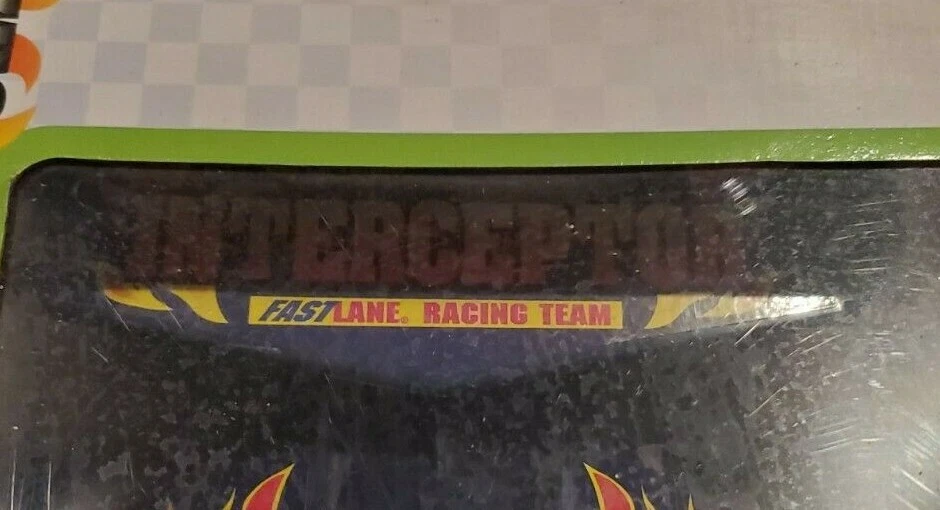 INTERCEPTOR
FASTLANE® RACING TEAM